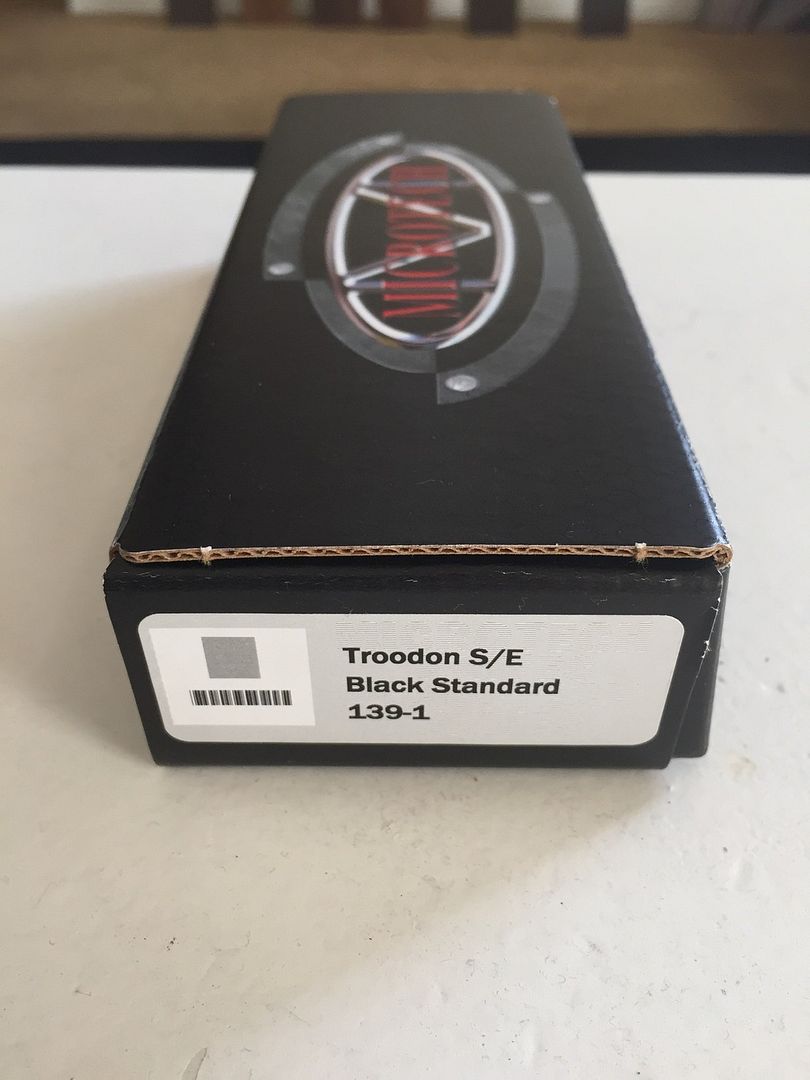 MICROTECH
Troodon S/E
Black Standard
139-1